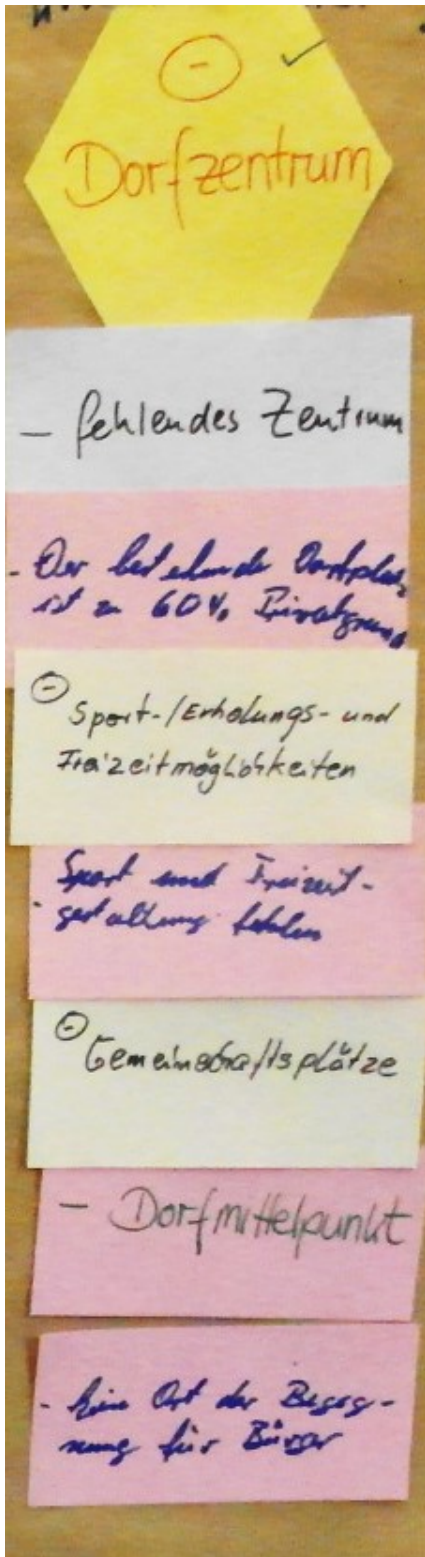 -
Dorfzentrum
- fehlendes Zentrum
- Der bestehende Dorfplatz
ist zu 60% Privatgrund
- Sport-/Erholungs- und
Freizeitmöglichkeiten
- Sport und Freizeit-
gestaltung fehlen
- Gemeinschaftsplätze
- Dorfmittelpunkt
- kein Ort der Begeg-
nung für Bürger